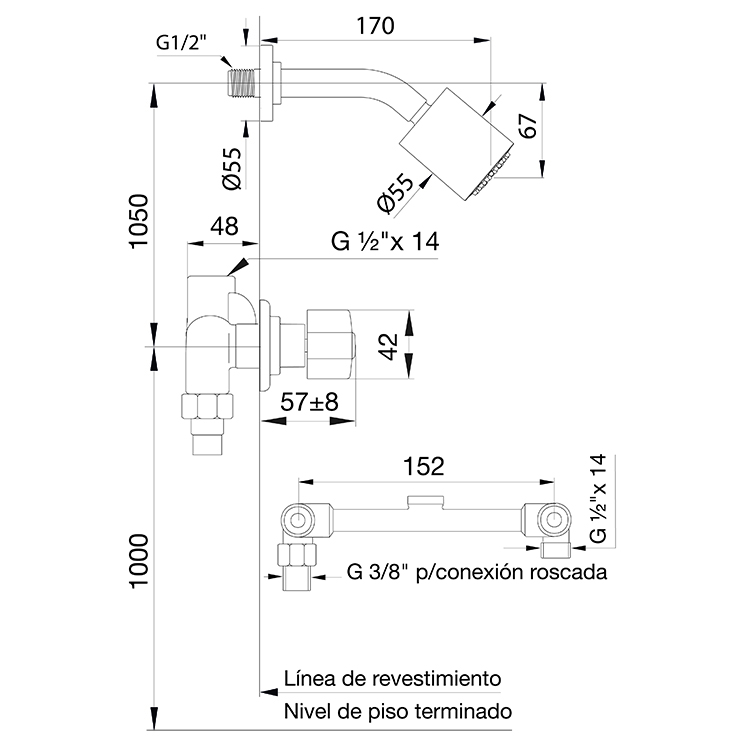 170
G1/2"
67
Ø55
Ø55
1050
48
G ½"x 14
42
57±8
152
G ½"x 14
1000
G 3/8" p/conexión roscada
Línea de revestimiento
Nivel de piso terminado